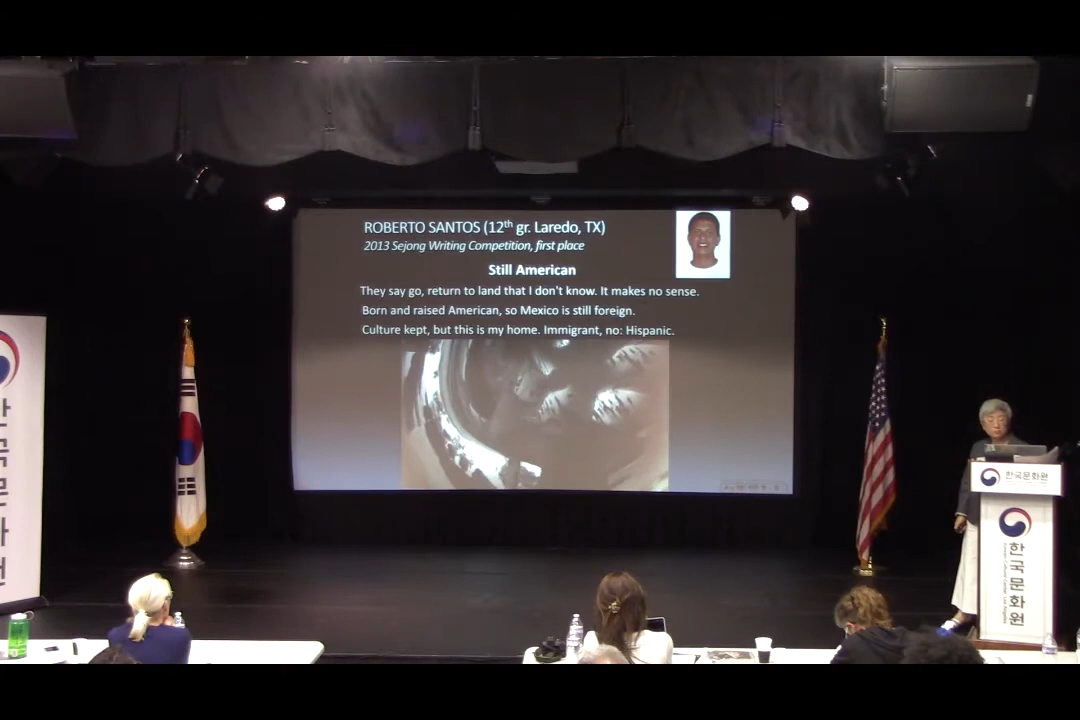 ROBERTO SANTOS (12th gr. Laredo, TX)
2013 Sejong Writing Competition, first place
Still American
They say go, return to land that I don't know. It makes no sense.
Born and raised American, so Mexico is still foreign.
Culture kept, but this is my home. Immigrant, no: Hispanic.
한국문화원
한국문화원